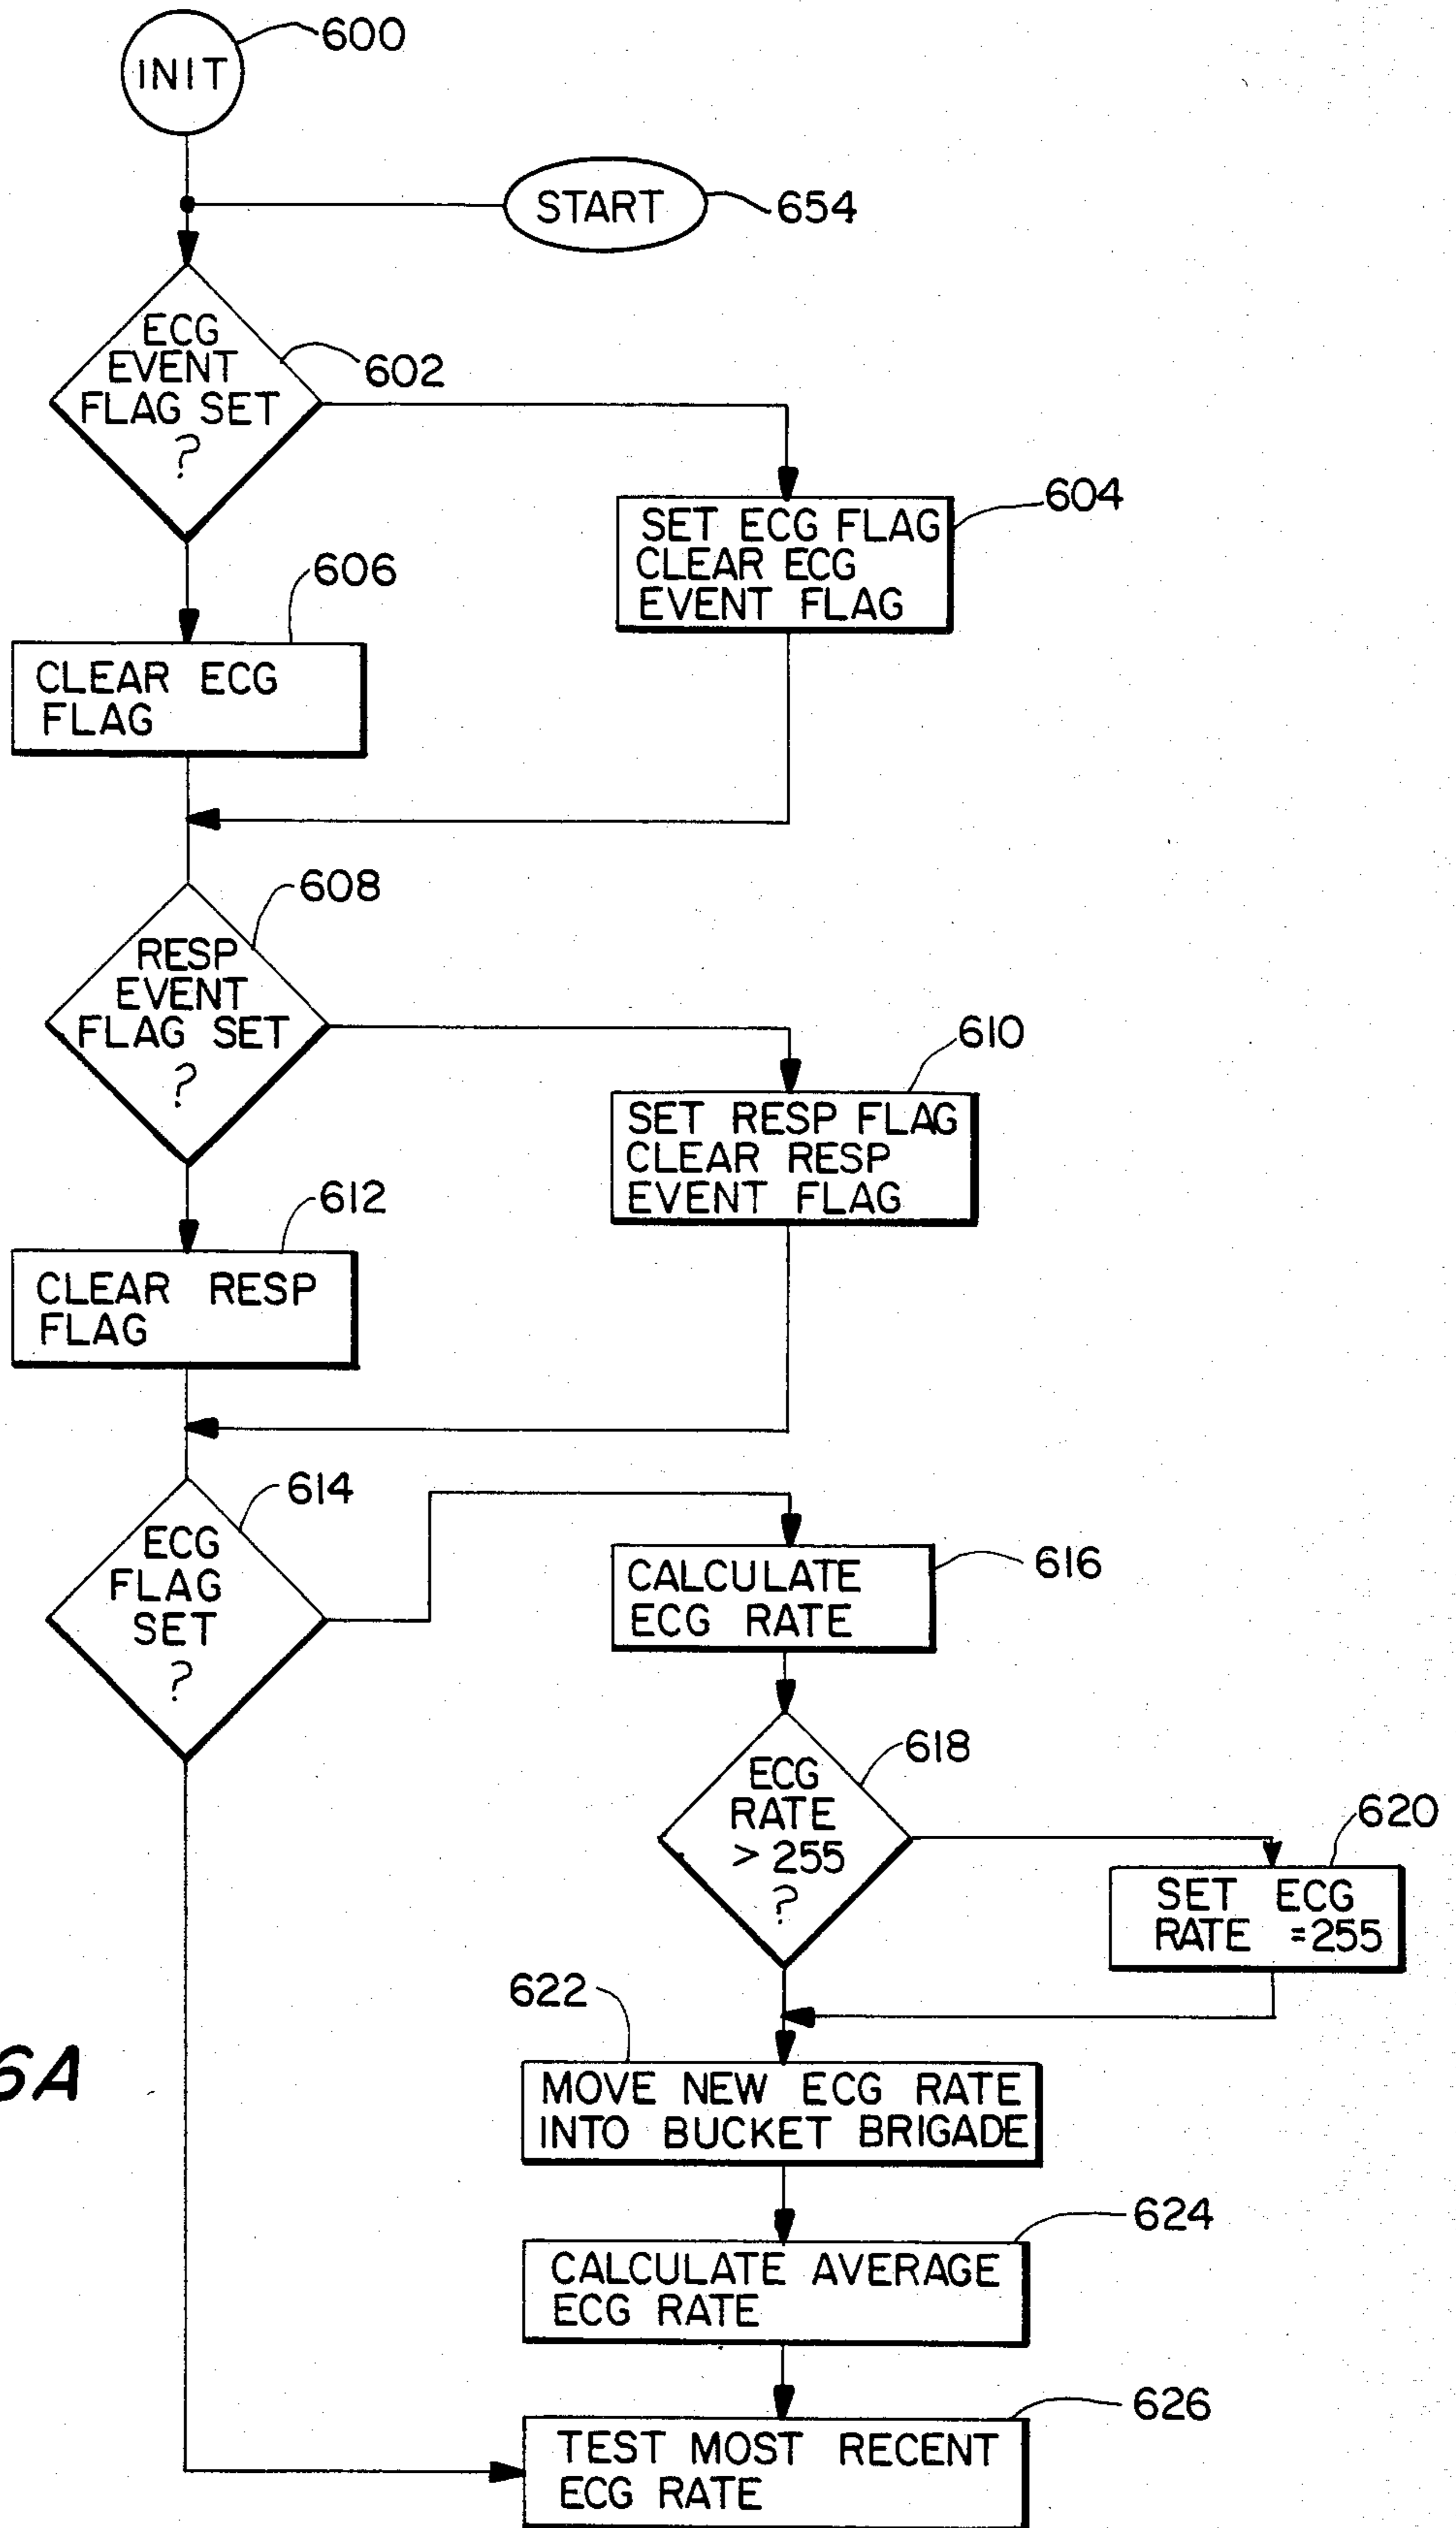 600
INIT
START
654
ECG
EVENT
FLAG SET
?
602
604
SET ECG FLAG
CLEAR ECG
EVENT FLAG
606
CLEAR ECG
FLAG
608
RESP
EVENT
FLAG SET
?
610
SET RESP FLAG
CLEAR RESP
EVENT FLAG
612
CLEAR RESP
FLAG
614
ECG
FLAG
SET
?
616
CALCULATE
ECG RATE
618
ECG
RATE
> 255
?
620
SET ECG
RATE =255
622
MOVE NEW ECG RATE
INTO BUCKET BRIGADE
6A
624
CALCULATE AVERAGE
ECG RATE
626
TEST MOST RECENT
ECG RATE